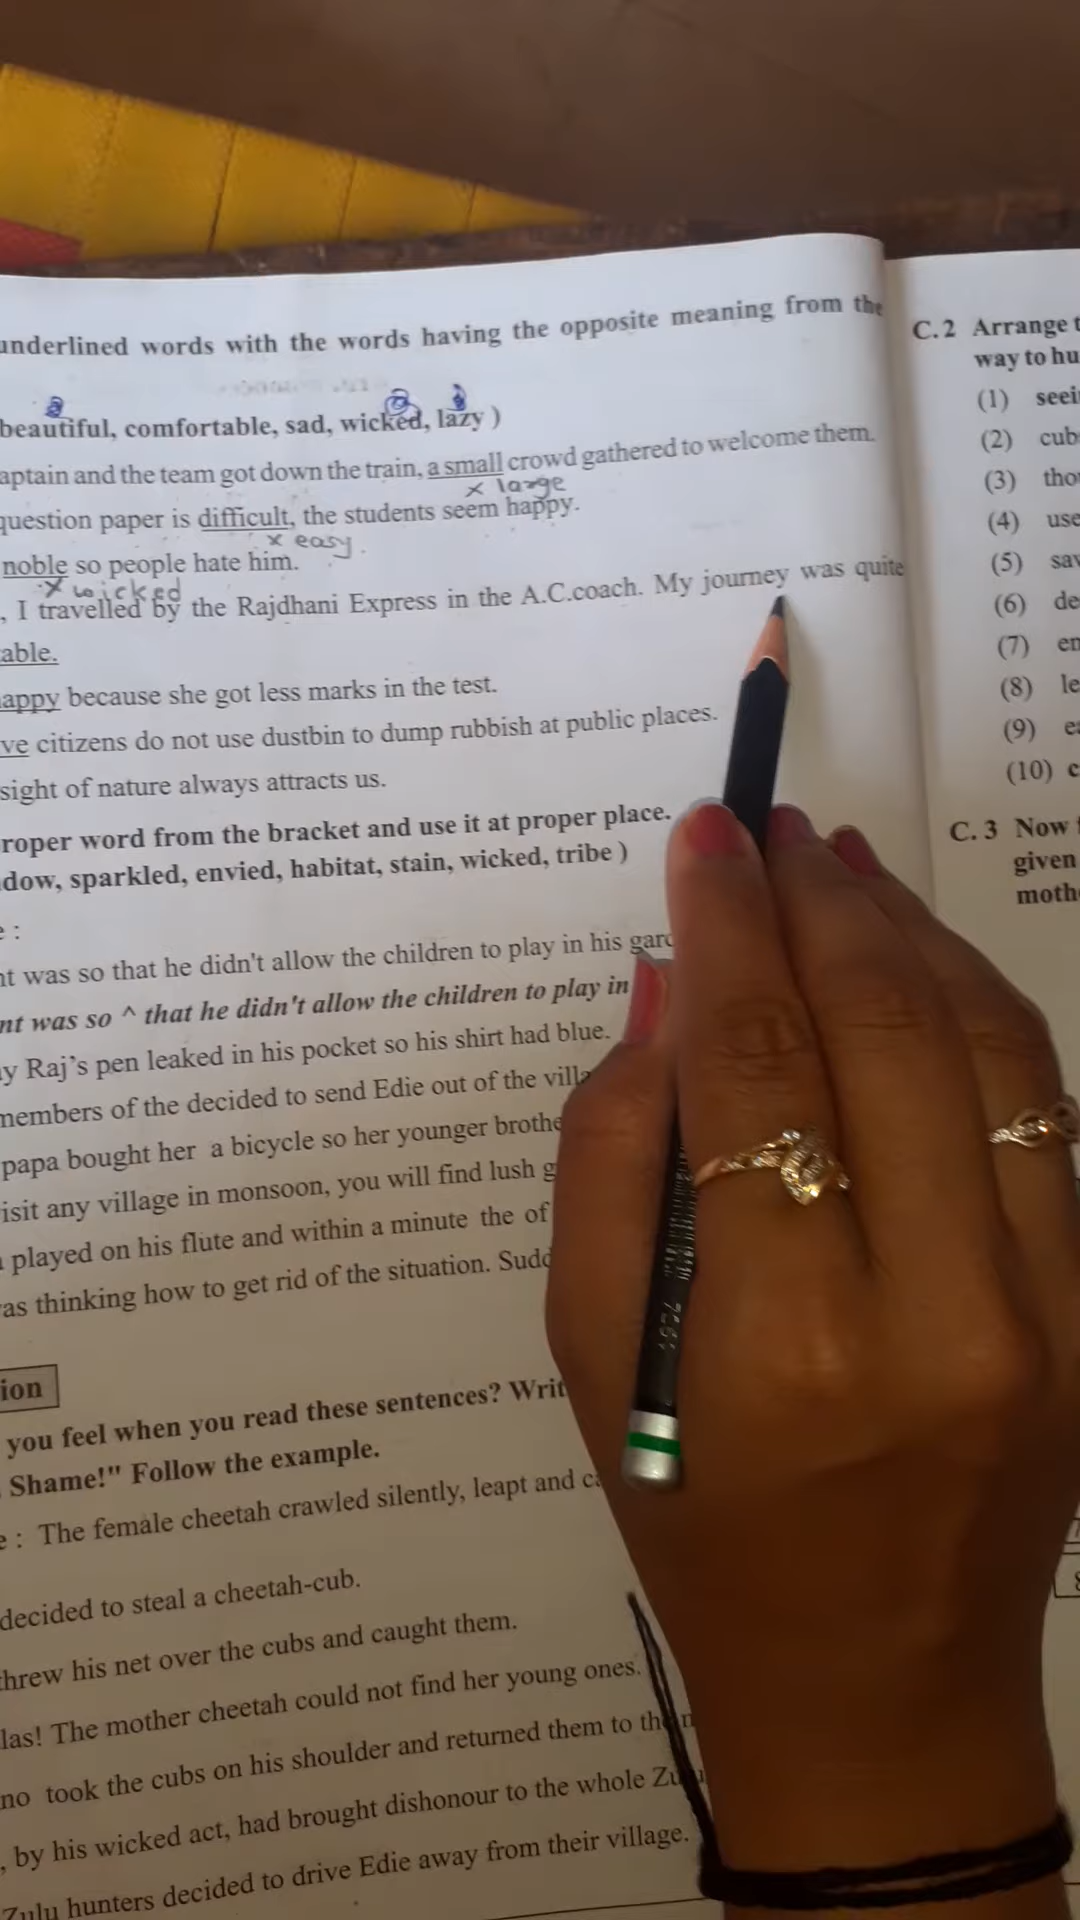 underlined words with the words having the opposite meaning from the
beautiful, comfortable, sad, wicked, lazy )
aptain and the team got down the train, a small crowd gathered to welcome them.
x large
question paper is difficult, the students seem happy.
x easy.
noble so people hate him.
x wicked
, I travelled by the Rajdhani Express in the A.C.coach. My journey was quite
able.
appy because she got less marks in the test.
ve citizens do not use dustbin to dump rubbish at public places.
sight of nature always attracts us.
roper word from the bracket and use it at proper place.
dow, sparkled, envied, habitat, stain, wicked, tribe )
e :
nt was so that he didn't allow the children to play in his gard
nt was so ^ that he didn't allow the children to play in
y Raj's pen leaked in his pocket so his shirt had blue.
members of the decided to send Edie out of the villa
papa bought her a bicycle so her younger brothe
isit any village in monsoon, you will find lush g
played on his flute and within a minute the of
as thinking how to get rid of the situation. Sudd
ion
you feel when you read these sentences? Writ
Shame!" Follow the example.
e : The female cheetah crawled silently, leapt and ca
decided to steal a cheetah-cub.
threw his net over the cubs and caught them.
las! The mother cheetah could not find her young ones.
no took the cubs on his shoulder and returned them to the m
, by his wicked act, had brought dishonour to the whole Zulu
Zulu hunters decided to drive Edie away from their village.
C.2 Arrange t
way to hu
(1) seei
(2) cub
(3) tho
(4) use
(5) sav
(6) de
(7) en
(8) le
(9) ea
(10) c
C.3 Now
given
moth